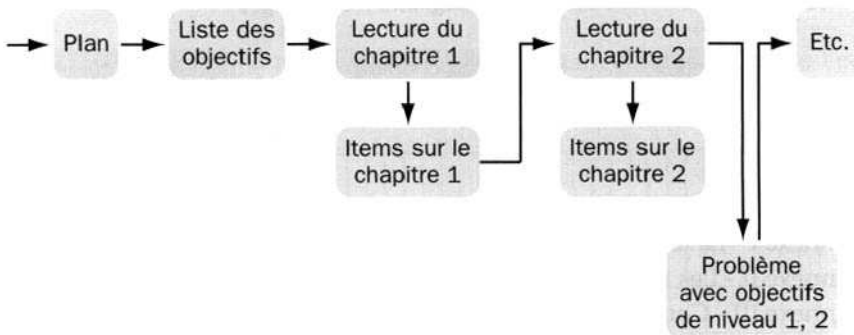 Plan
Liste des
objectifs
Lecture du
chapitre 1
Items sur le
chapitre 1
Lecture du
chapitre 2
Items sur le
chapitre 2
Problème
avec objectifs
de niveau 1, 2
Etc.